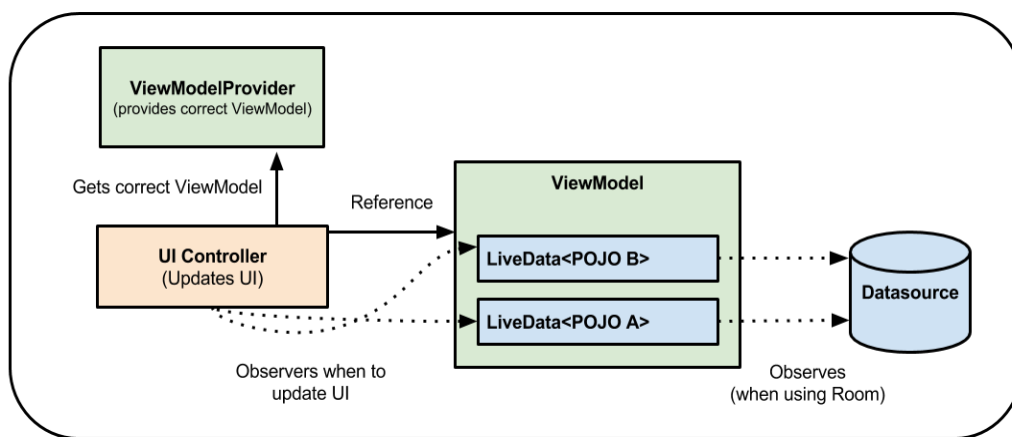 ViewModelProvider
(provides correct ViewModel)
Gets correct ViewModel
Reference
ViewModel
UI Controller
(Updates UI)
LiveData<POJO B>
LiveData<POJO A>
Datasource
Observers when to
update UI
Observes
(when using Room)